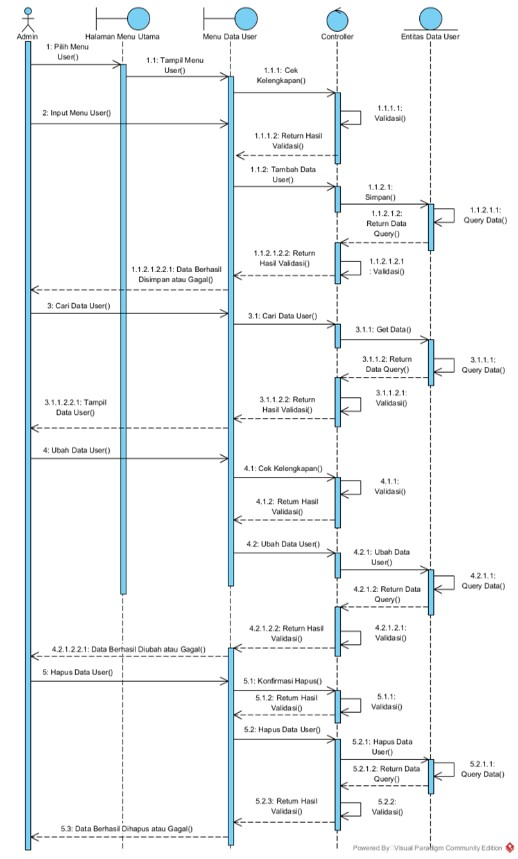 Admin
Halaman Menu Utama
Menu Data User
Controller
Entitas Data User
1: Pilih Menu
User()
1.1: Tampil Menu
User()
1.1.1: Cek
Kelengkapan()
1.1.1.1:
Validasi()
2: Input Menu User()
1.1.1.2: Return Hasil
Validasi()
1.1.2: Tambah Data
User()
1.1.2.1:
Simpan()
1.1.2.1.1:
Query Data()
1.1.2.1.2:
Return Data
Query()
1.1.2.1.2.1
: Validasi()
1.1.2.1.2.2: Return
Hasil Validasi()
1.1.2.1.2.2.1: Data Berhasil
Disimpan atau Gagal()
3: Cari Data User()
3.1: Cari Data User()
3.1.1: Get Data()
3.1.1.1:
Query Data()
3.1.1.2: Return
Data Query()
3.1.1.2.1:
Validasi()
3.1.1.2.2: Return
Hasil Validasi()
3.1.1.2.2.1: Tampil
Data User()
4: Ubah Data User()
4.1: Cek Kelengkapan()
4.1.1:
Validasi()
4.1.2: Return Hasil
Validasi()
4.2: Ubah Data User()
4.2.1: Ubah Data
User()
4.2.1.1:
Query Data()
4.2.1.2: Return Data
Query()
4.2.1.2.1:
Validasi()
4.2.1.2.2: Return Hasil
Validasi()
4.2.1.2.2.1: Data Berhasil Diubah atau Gagal()
5: Hapus Data User()
5.1: Konfirmasi Hapus()
5.1.1:
Validasi()
5.1.2: Return Hasil
Validasi()
5.2: Hapus Data User()
5.2.1: Hapus Data
User()
5.2.1.1:
Query Data()
5.2.1.2: Return Data
Query()
5.2.2:
Validasi()
5.2.3: Return Hasil
Validasi()
5.3: Data Berhasil Dihapus atau Gagal()
Powered By Visual Paradigm Community Edition